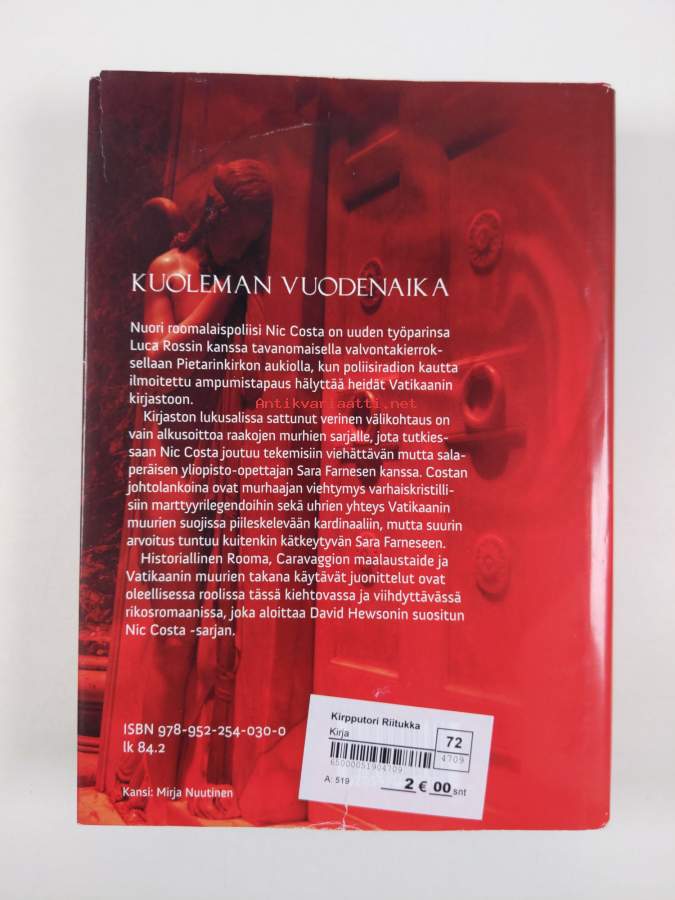 KUOLEMAN VUODENAIKA
Nuori roomalaispoliisi Nic Costa on uuden työparinsa
Luca Rossin kanssa tavanomaisella valvontakierrok-
sellaan Pietarinkirkon aukiolla, kun poliisiradion kautta
ilmoitettu ampumistapaus hälyttää heidät Vatikaanin
kirjastoon.
Antikvariaatti.net
Kirjaston lukusalissa sattunut verinen välikohtaus on
vain alkusoittoa raakojen murhien sarjalle, jota tutkies-
saan Nic Costa joutuu tekemisiin viehättävän mutta sala-
peräisen yliopisto-opettajan Sara Farnesen kanssa. Costan
johtolankoina ovat murhaajan viehtymys varhaiskristilli-
siin marttyyrilegendoihin sekä uhrien yhteys Vatikaanin
muurien suojissa piileskelevään kardinaaliin, mutta suurin
arvoitus tuntuu kuitenkin kätkeytyvän Sara Farneseen.
Historiallinen Rooma, Caravaggion maalaustaide ja
Vatikaanin muurien takana käytävät juonittelut ovat
oleellisessa roolissa tässä kiehtovassa ja viihdyttävässä
rikosromaanissa, joka aloittaa David Hewsonin suositun
Nic Costa -sarjan.
ISBN 978-952-254-030-0
lk 84.2
Kansi: Mirja Nuutinen
Kirpputori Riitukka
Kirja
72
4709
65000051904709
A: 519
2 € 00 snt